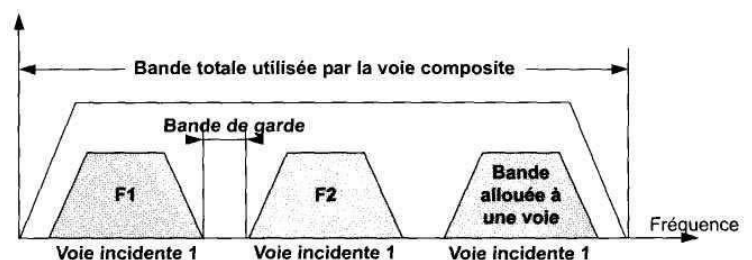 Bande totale utilisée par la voie composite
Bande de garde
F1
F2
Bande
allouée à
une voie
Fréquence
Voie incidente 1
Voie incidente 1
Voie incidente 1